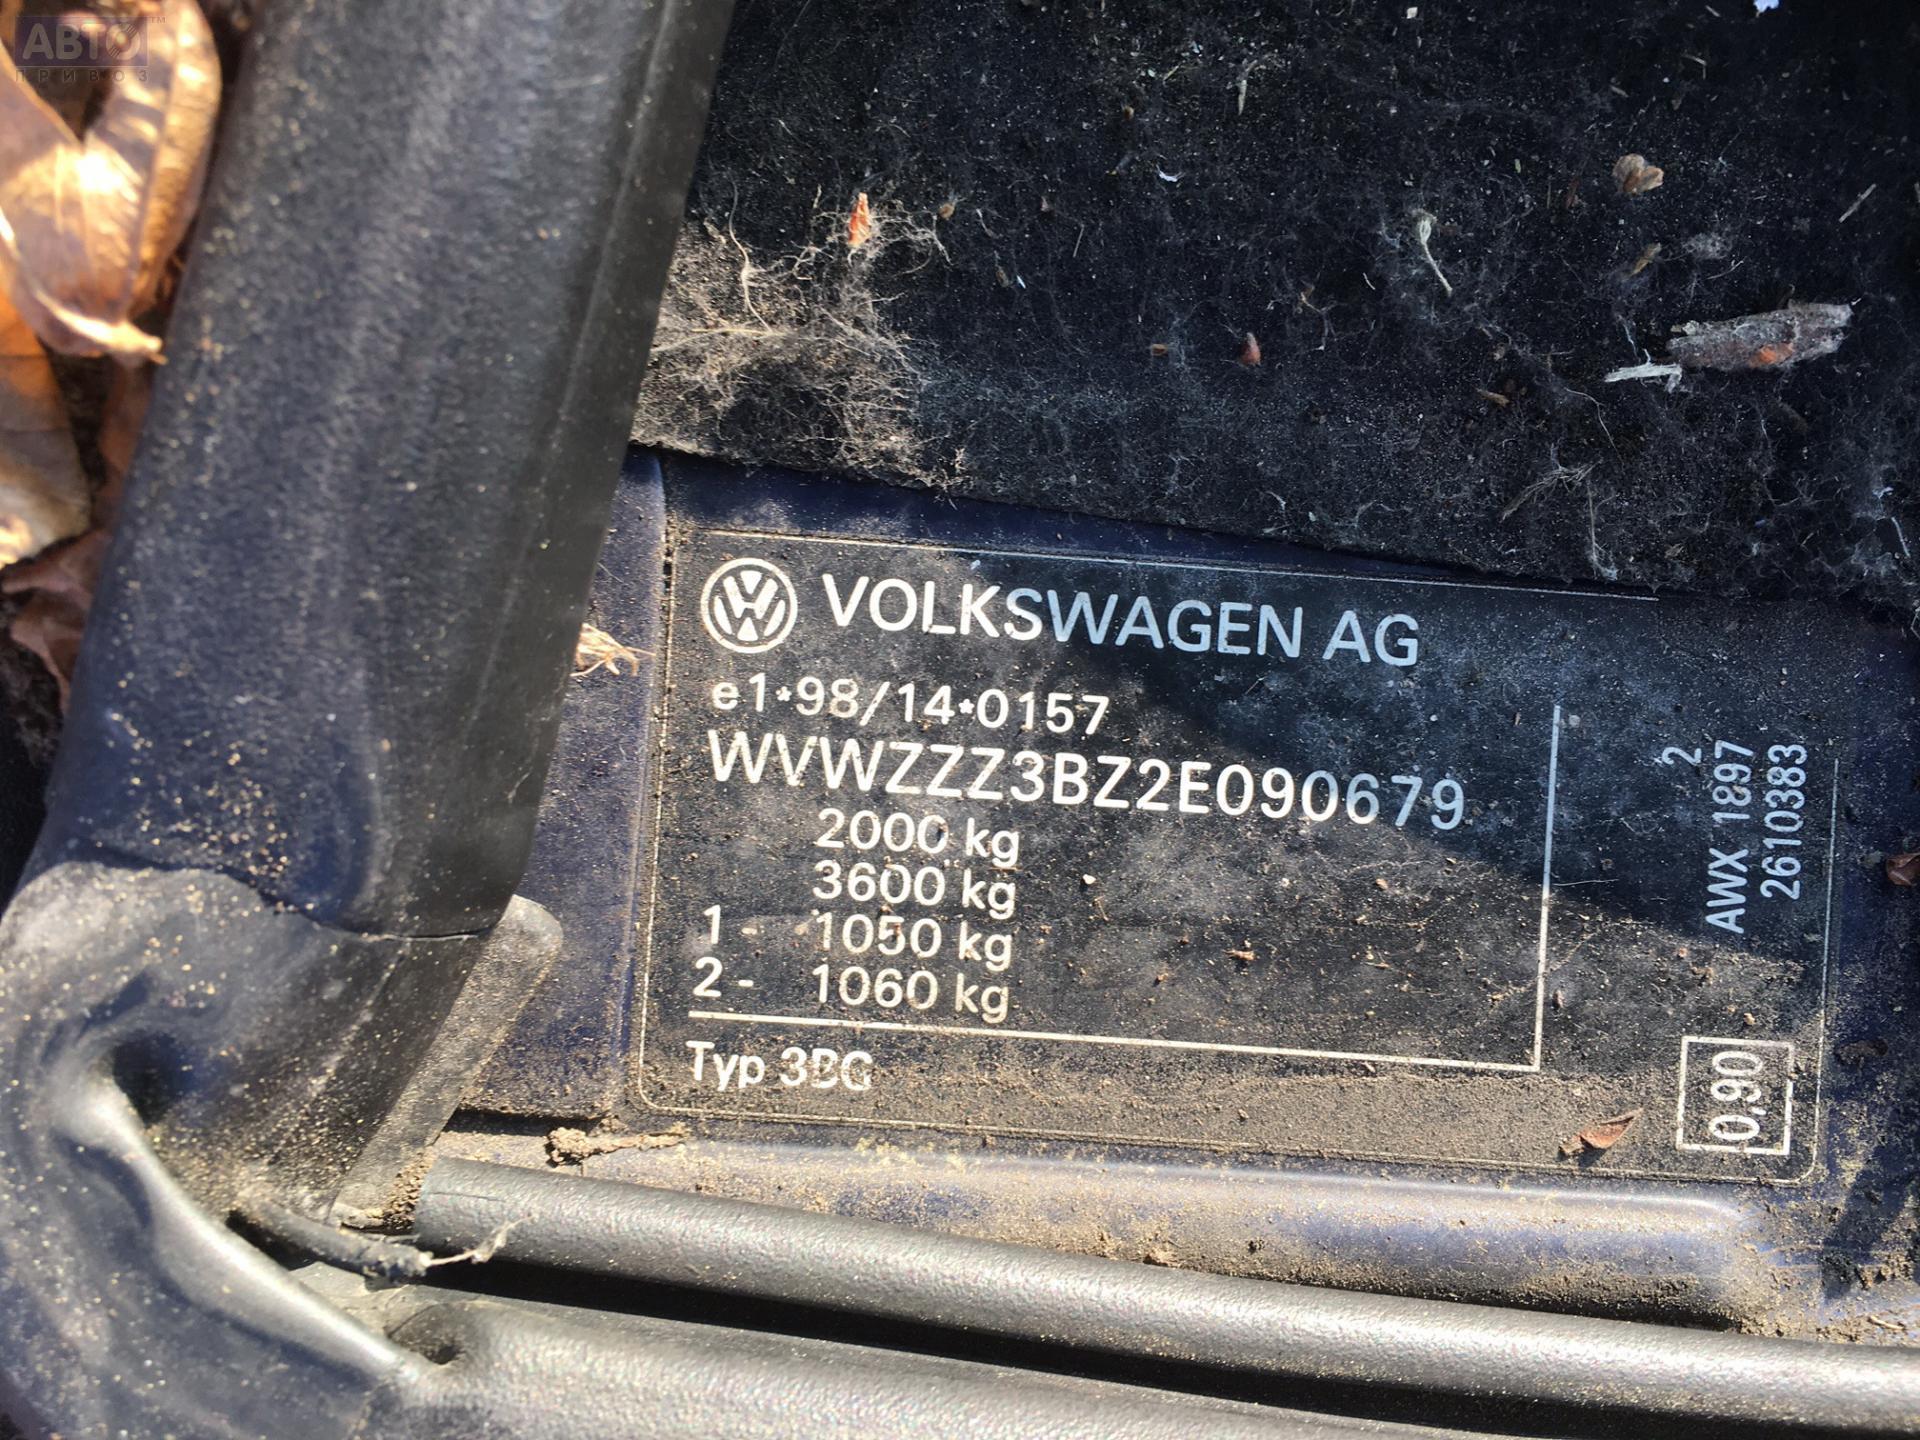 АВТО
ПРИВОЗ
VOLKSWAGEN AG
e1*98/14*0157
WVWZZZ3BZ2E090679
2000 kg
3600 kg
1 1050 kg
2 - 1060 kg
Typ 3BG
2
AWX 1897
26103833
0,90